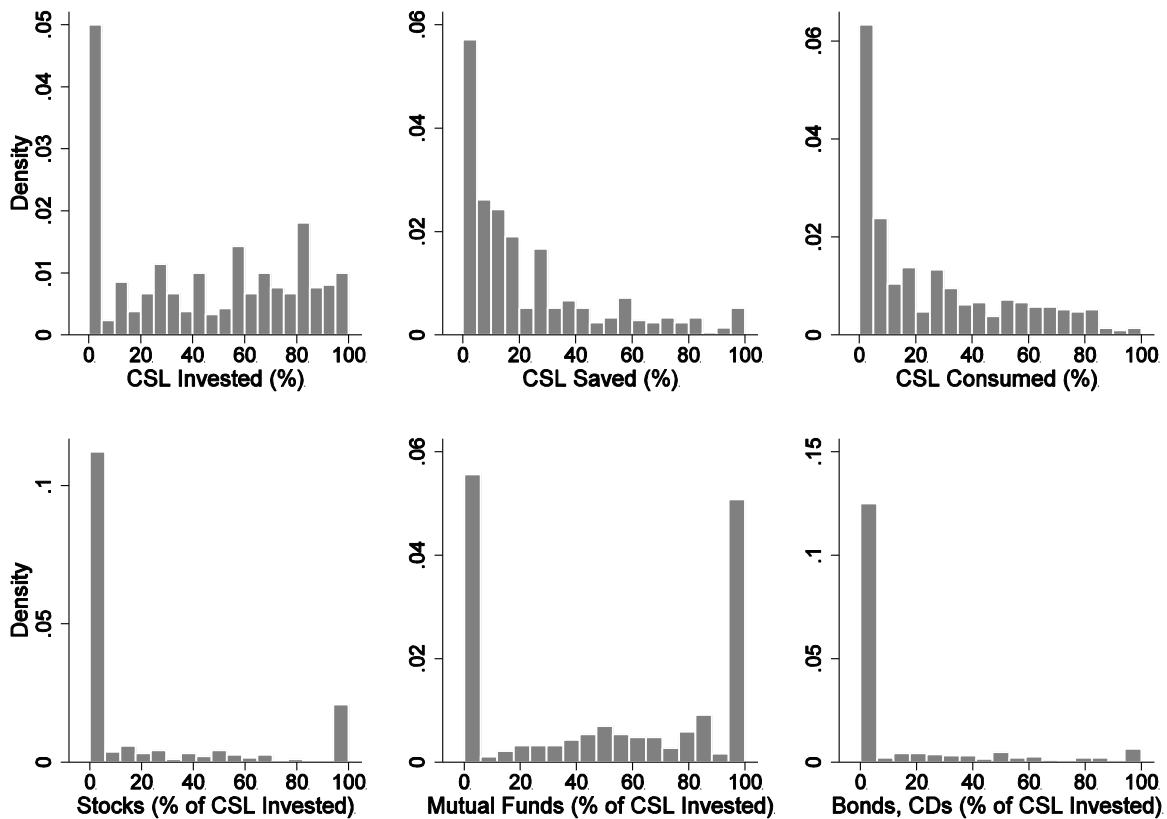 Density
.05
.04
.03
.02
.01
0
0 20 40 60 80 100
CSL Invested (%)
.06
.04
.02
0
0 20 40 60 80 100
CSL Saved (%)
.06
.04
.02
0
0 20 40 60 80 100
CSL Consumed (%)
Density
.1
.05
0
0 20 40 60 80 100
Stocks (% of CSL Invested)
.06
.04
.02
0
0 20 40 60 80 100
Mutual Funds (% of CSL Invested)
.15
.1
.05
0
0 20 40 60 80 100
Bonds, CDs (% of CSL Invested)